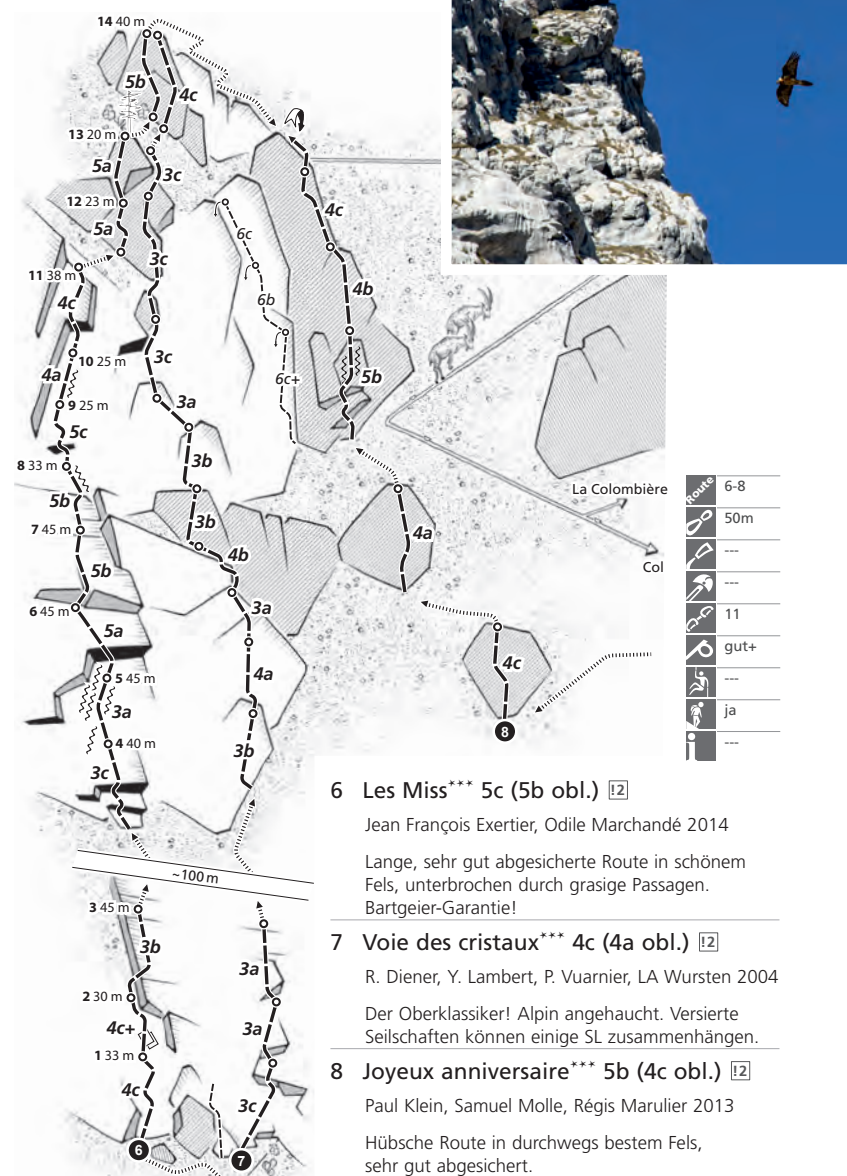 14 40 m
5b
4c
13 20 m
5a
3c
12 23 m
5a
6c
4c
3c
11 38 m
4c
6b
4b
10 25 m
3c
4a
6c+
5b
9 25 m
3a
5c
3b
8 33 m
La Colombière
5b
3b
7 45 m
4b
4a
Col
5b
3a
6 45 m
5a
4a
4c
5 45 m
3a
8
4 40 m
3b
3c
~100 m
3 45 m
3b
3a
2 30 m
4c+
3a
1 33 m
4c
3c
6
7
Route 6-8
50m
---
---
11
gut+
---
ja
---
6 Les Miss*** 5c (5b obl.) !2
Jean François Exertier, Odile Marchandé 2014
Lange, sehr gut abgesicherte Route in schönem
Fels, unterbrochen durch grasige Passagen.
Bartgeier-Garantie!
7 Voie des cristaux*** 4c (4a obl.) !2
R. Diener, Y. Lambert, P. Vuarnier, LA Wursten 2004
Der Oberklassiker! Alpin angehaucht. Versierte
Seilschaften können einige SL zusammenhängen.
8 Joyeux anniversaire*** 5b (4c obl.) !2
Paul Klein, Samuel Molle, Régis Marulier 2013
Hübsche Route in durchwegs bestem Fels,
sehr gut abgesichert.